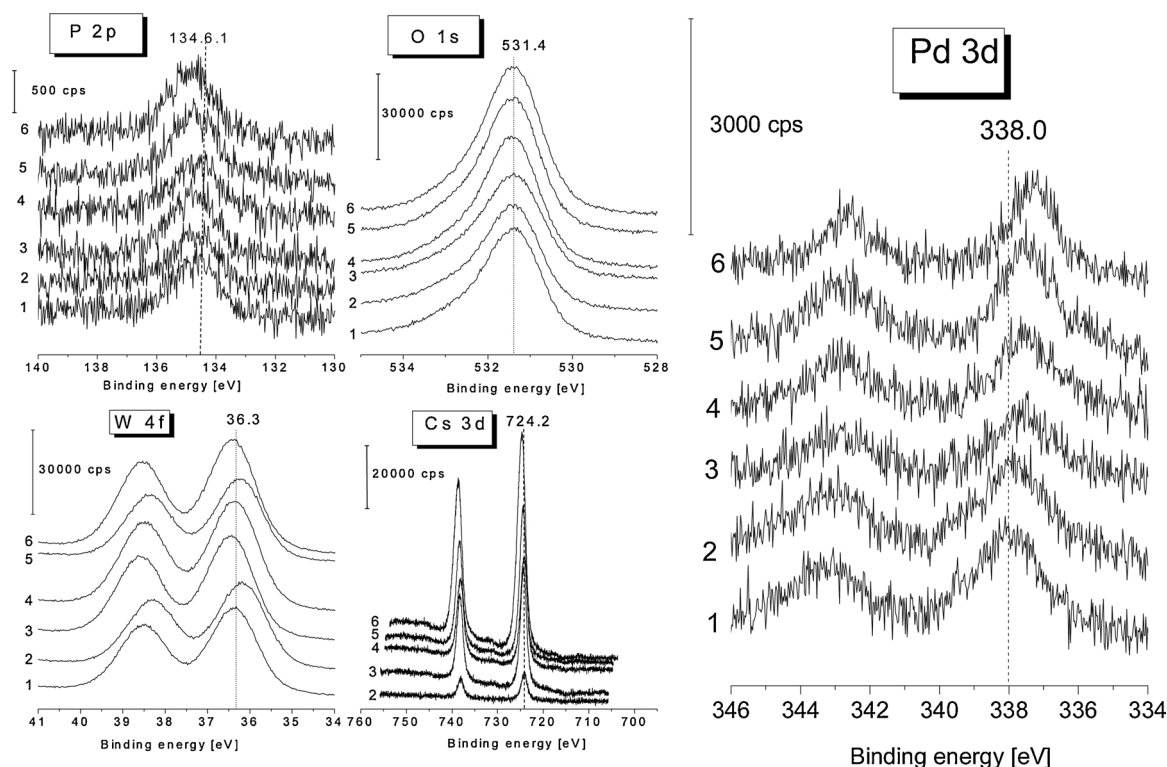 P 2p
134.6.1
500 cps
6
5
4
3
2
1
140 138 136 134 132 130
Binding energy [eV]
O 1s
531.4
30000 cps
6
5
4
3
2
1
534 532 530 528
Binding energy [eV]
W 4f
36.3
30000 cps
6
5
4
3
2
1
41 40 39 38 37 36 35 34
Binding energy [eV]
Cs 3d
724.2
20000 cps
6
5
4
3
2
760 750 740 730 720 710 700
Binding energy [eV]
Pd 3d
3000 cps
338.0
6
5
4
3
2
1
346 344 342 340 338 336 334
Binding energy [eV]